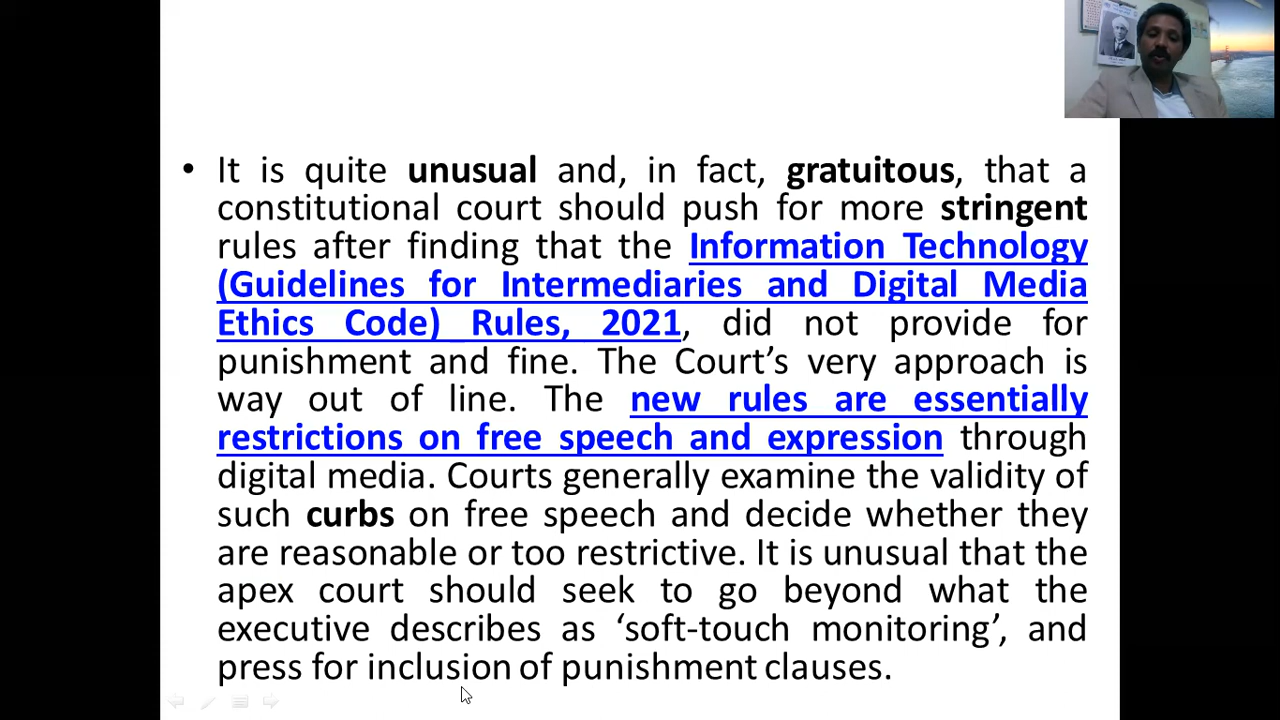 • It is quite unusual and, in fact, gratuitous, that a
constitutional court should push for more stringent
rules after finding that the Information Technology
(Guidelines for Intermediaries and Digital Media
Ethics Code) Rules, 2021, did not provide for
punishment and fine. The Court’s very approach is
way out of line. The new rules are essentially
restrictions on free speech and expression through
digital media. Courts generally examine the validity of
such curbs on free speech and decide whether they
are reasonable or too restrictive. It is unusual that the
apex court should seek to go beyond what the
executive describes as ‘soft-touch monitoring’, and
press for inclusion of punishment clauses.